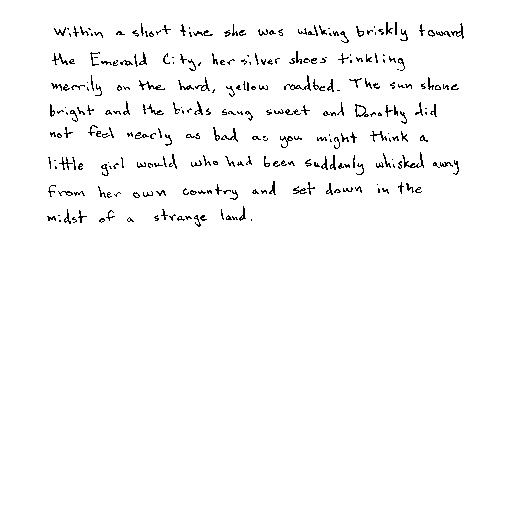 Within a short time she was walking briskly toward
the Emerald City, her silver shoes tinkling
merrily on the hard, yellow roadbed. The sun shone
bright and the birds sang sweet and Dorothy did
not feel nearly as bad as you might think a
little girl would who had been suddenly whisked away
from her own country and set down in the
midst of a strange land.